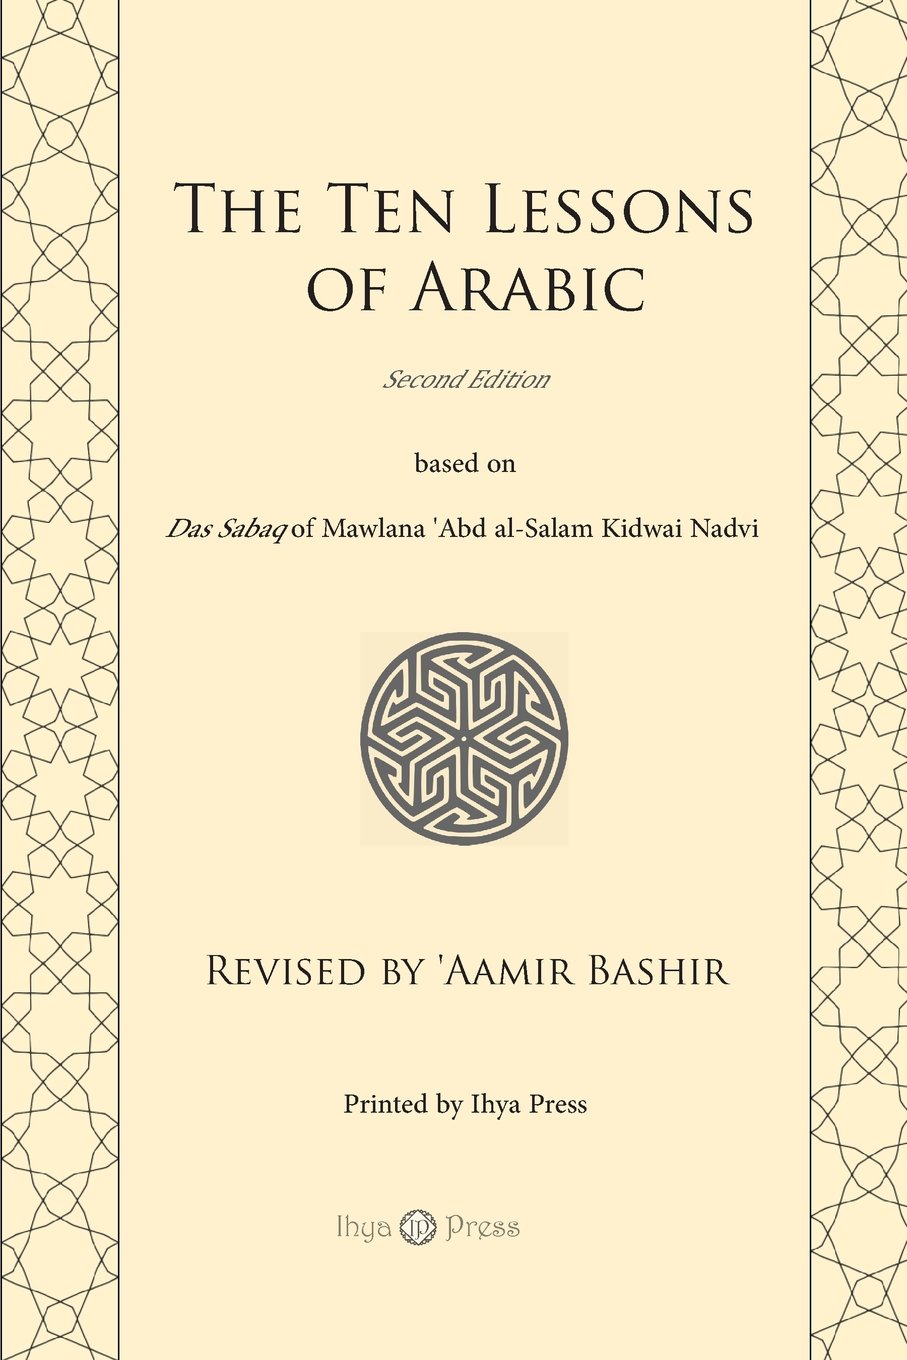 The Ten Lessons
of Arabic
Second Edition
based on
Das Sabaq of Mawlana 'Abd al-Salam Kidwai Nadvi
Revised by 'Aamir Bashir
Printed by Ihya Press
Ihya IP Press